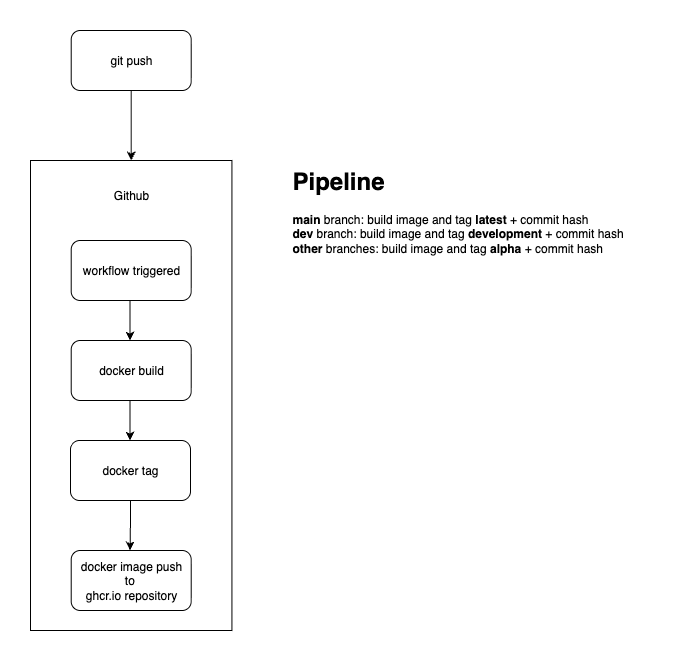 git push
Github
workflow triggered
docker build
docker tag
docker image push
to
ghcr.io repository
Pipeline
main branch: build image and tag latest + commit hash
dev branch: build image and tag development + commit hash
other branches: build image and tag alpha + commit hash